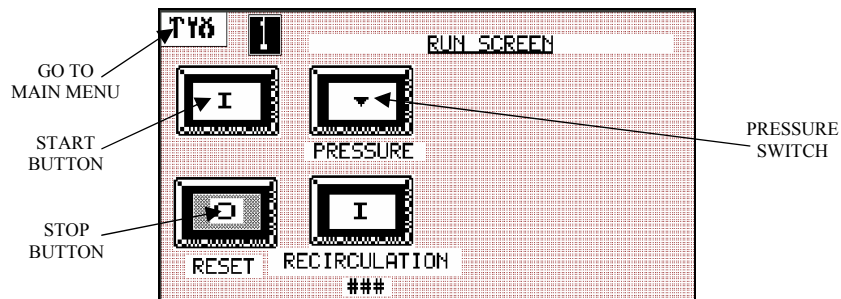 RUN SCREEN
GO TO
MAIN MENU
I
START
BUTTON
PRESSURE
PRESSURE
SWITCH
STOP
BUTTON
I
RESET
RECIRCULATION
###